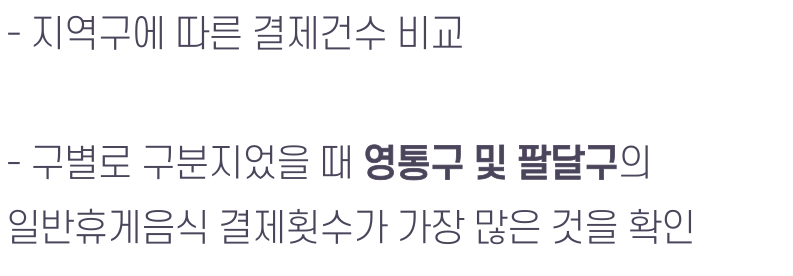 - 지역구에 따른 결제건수 비교
- 구별로 구분지었을 때 영통구 및 팔달구의
일반휴게음식 결제횟수가 가장 많은 것을 확인